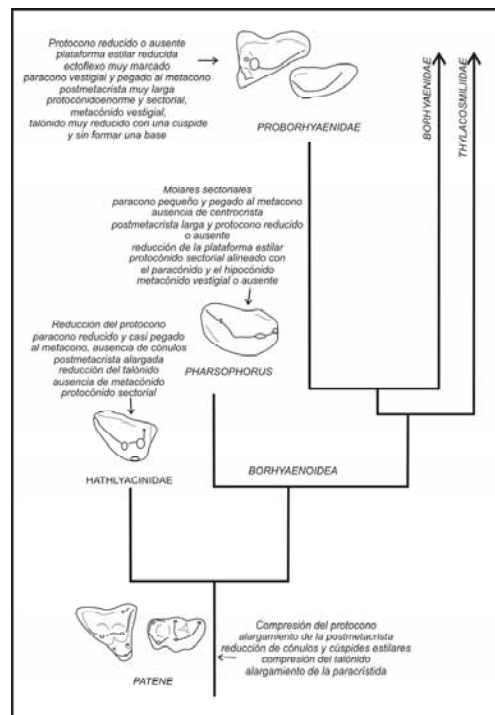 Protocono reducido o ausente
plataforma estilar reducida
ectoflexo muy marcado
paracono vestigial y pegado al metacono
postmetacrista muy larga
protocónidoenorme y sectorial,
metacónido vestigial,
talónido muy reducido con una cúspide
y sin formar una base
PROBORHYAENIDAE
BORHYAENIDAE
THYLACOSMILIIDAE
Molares sectoriales
paracono pequeño y pegado al metacono
ausencia de centrocrista
postmetacrista larga y protocono reducido
o ausente
reducción de la plataforma estilar
protocónido sectorial alineado con
el paracónido y el hipocónido
metacónido vestigial o ausente
PHARSOPHORUS
Reducción del protocono
paracono reducido y casi pegado
al metacono, ausencia de cónulos
postmetacrista alargada
reducción del talónido
ausencia de metacónido
protocónido sectorial
HATHLYACINIDAE
BORHYAENOIDEA
Compresión del protocono
alargamiento de la postmetacrista
reducción de cónulos y cúspides estilares
compresión del talónido
alargamiento de la paracrístida
PATENE